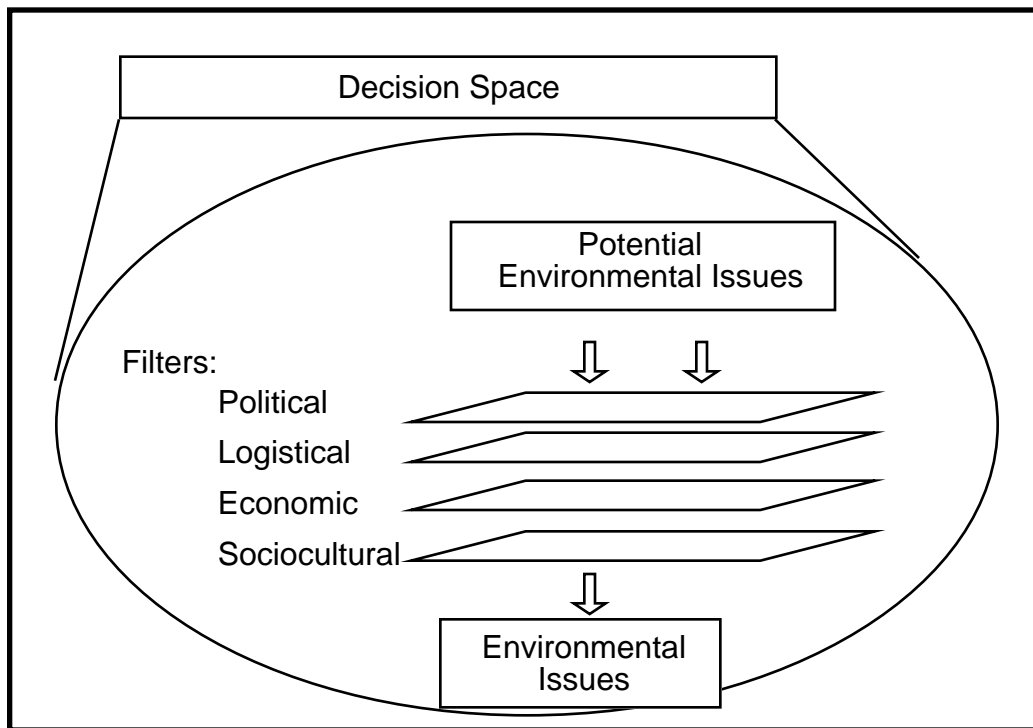 Decision Space
Potential
Environmental Issues
Filters:
Political
Logistical
Economic
Sociocultural
Environmental
Issues